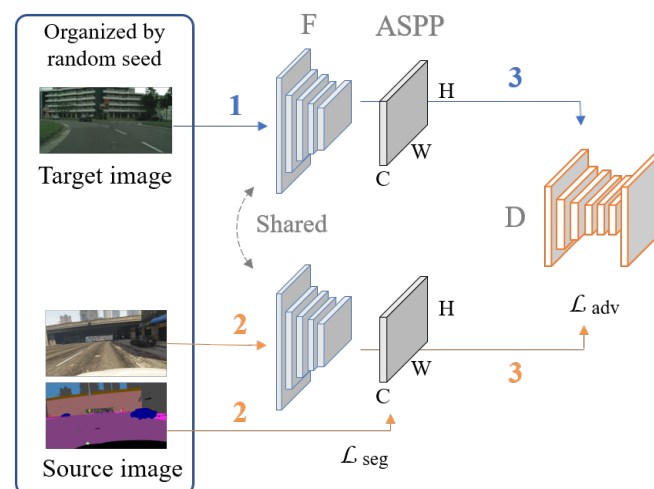 Organized by
random seed
F
ASPP
1
3
H
W
C
Target image
Shared
D
2
H
W
C
3
2
Source image
ℒ seg
ℒ adv